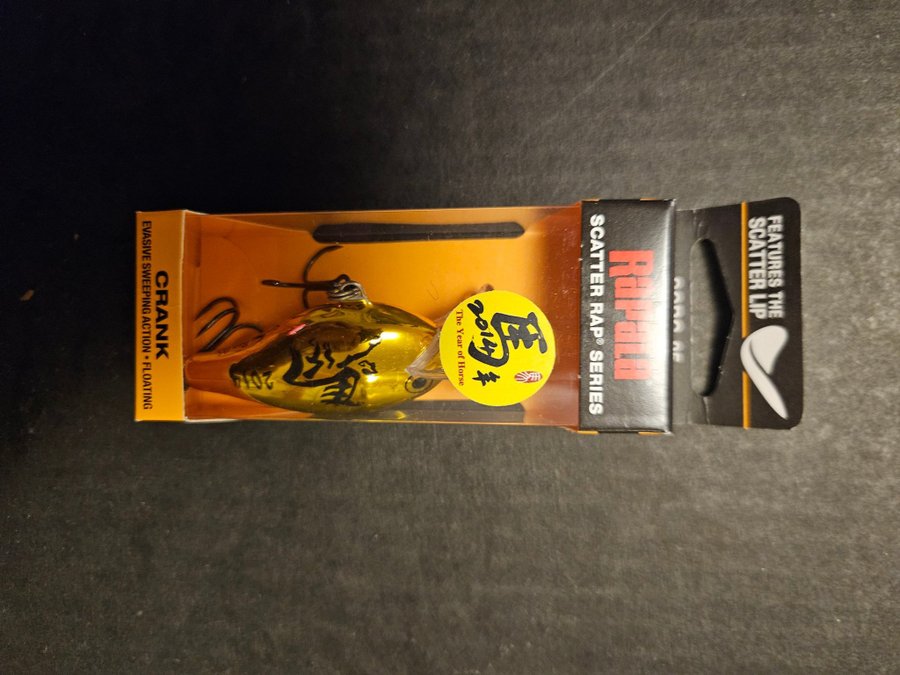 FEATURES THE
SCATTER LIP
Rapala
SCATTER RAP® SERIES
馬
2014年
The Year of Horse
CRANK
EVASIVE SWEEPING ACTION • FLOATING